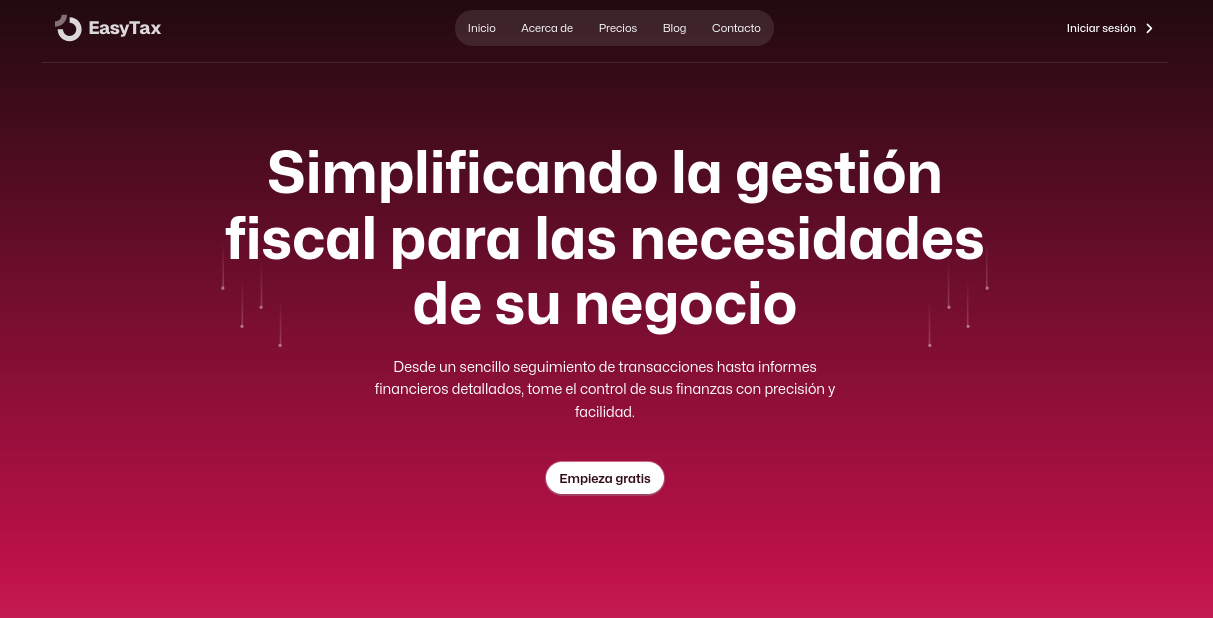 EasyTax
Inicio Acerca de Precios Blog Contacto
Iniciar sesión
Simplificando la gestión
fiscal para las necesidades
de su negocio
Desde un sencillo seguimiento de transacciones hasta informes
financieros detallados, tome el control de sus finanzas con precisión y
facilidad.
Empieza gratis